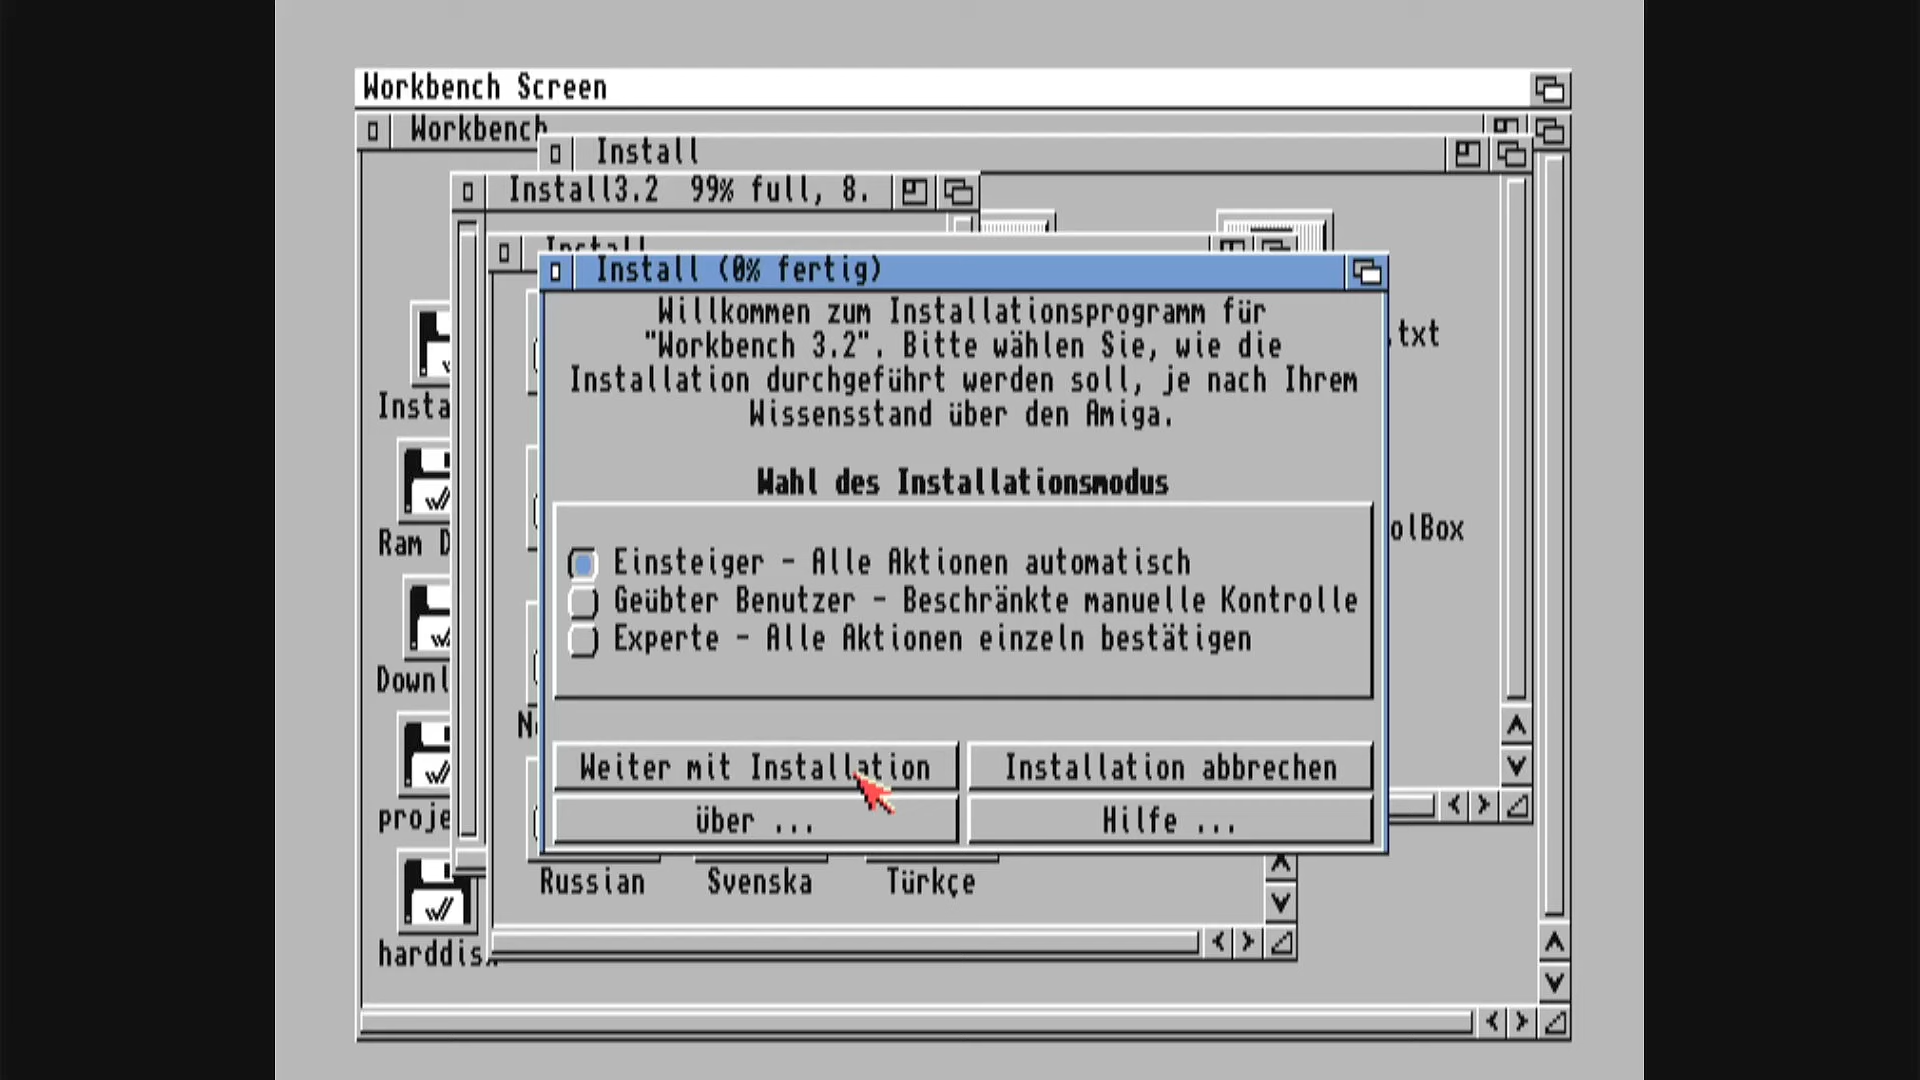 Workbench Screen
Workbench
Install
Install3.2 99% full, 8.
Install
Install (0% fertig)
Willkommen zum Installationsprogramm für
"Workbench 3.2". Bitte wählen Sie, wie die
Installation durchgeführt werden soll, je nach Ihrem
Wissensstand über den Amiga.
Wahl des Installationsmodus
Einsteiger - Alle Aktionen automatisch
Geübter Benutzer - Beschränkte manuelle Kontrolle
Experte - Alle Aktionen einzeln bestätigen
Weiter mit Installation
Installation abbrechen
über ...
Hilfe ...
.txt
olBox
Insta
Ram D
Downl
proje
harddis
N
Russian
Svenska
Türkçe